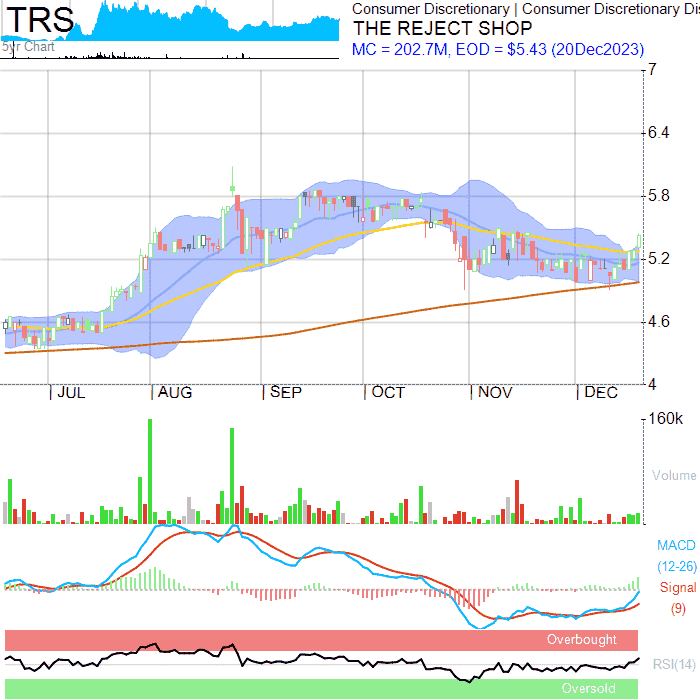 TRS
5yr Chart
Consumer Discretionary | Consumer Discretionary Dis
THE REJECT SHOP
MC = 202.7M, EOD = $5.43 (20Dec2023)
7
6.4
5.8
5.2
4.6
4
JUL AUG SEP OCT NOV DEC
160k
Volume
MACD
(12-26)
Signal
(9)
Overbought
RSI(14)
Oversold